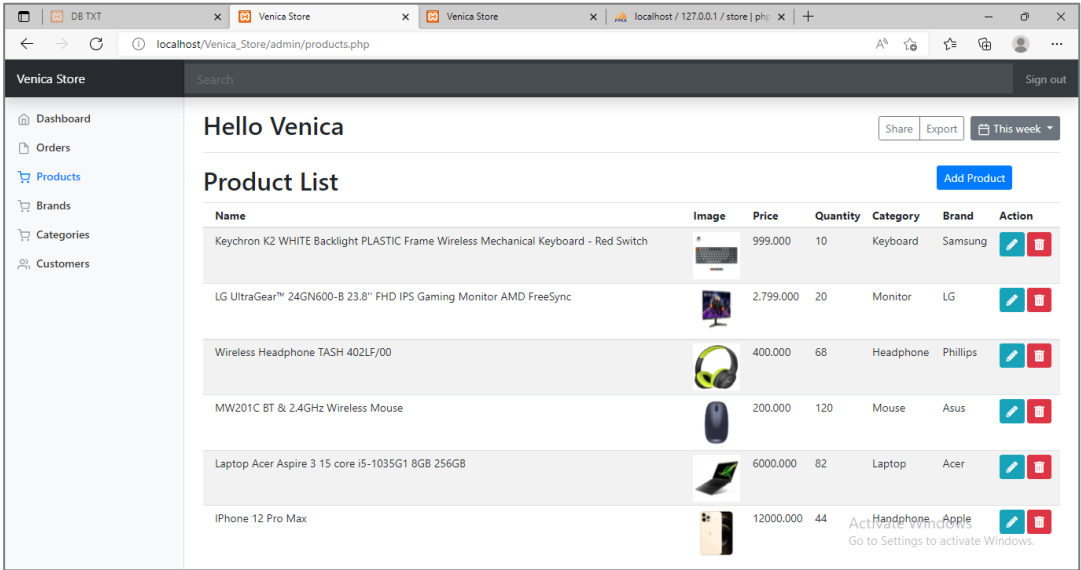 DB TXT
Venica Store
Venica Store
localhost / 127.0.0.1 / store | php
localhost/Venica_Store/admin/products.php
Venica Store
Search
Sign out
Dashboard
Orders
Products
Brands
Categories
Customers
Hello Venica
Share Export This week
Product List
Add Product
Name Image Price Quantity Category Brand Action
Keychron K2 WHITE Backlight PLASTIC Frame Wireless Mechanical Keyboard - Red Switch 999.000 10 Keyboard Samsung
LG UltraGear™ 24GN600-B 23.8'' FHD IPS Gaming Monitor AMD FreeSync 2.799.000 20 Monitor LG
Wireless Headphone TASH 402LF/00 400.000 68 Headphone Phillips
MW201C BT & 2.4GHz Wireless Mouse 200.000 120 Mouse Asus
Laptop Acer Aspire 3 15 core i5-1035G1 8GB 256GB 6000.000 82 Laptop Acer
IPhone 12 Pro Max 12000.000 44 Handphone Apple
Activate Windows
Go to Settings to activate Windows.